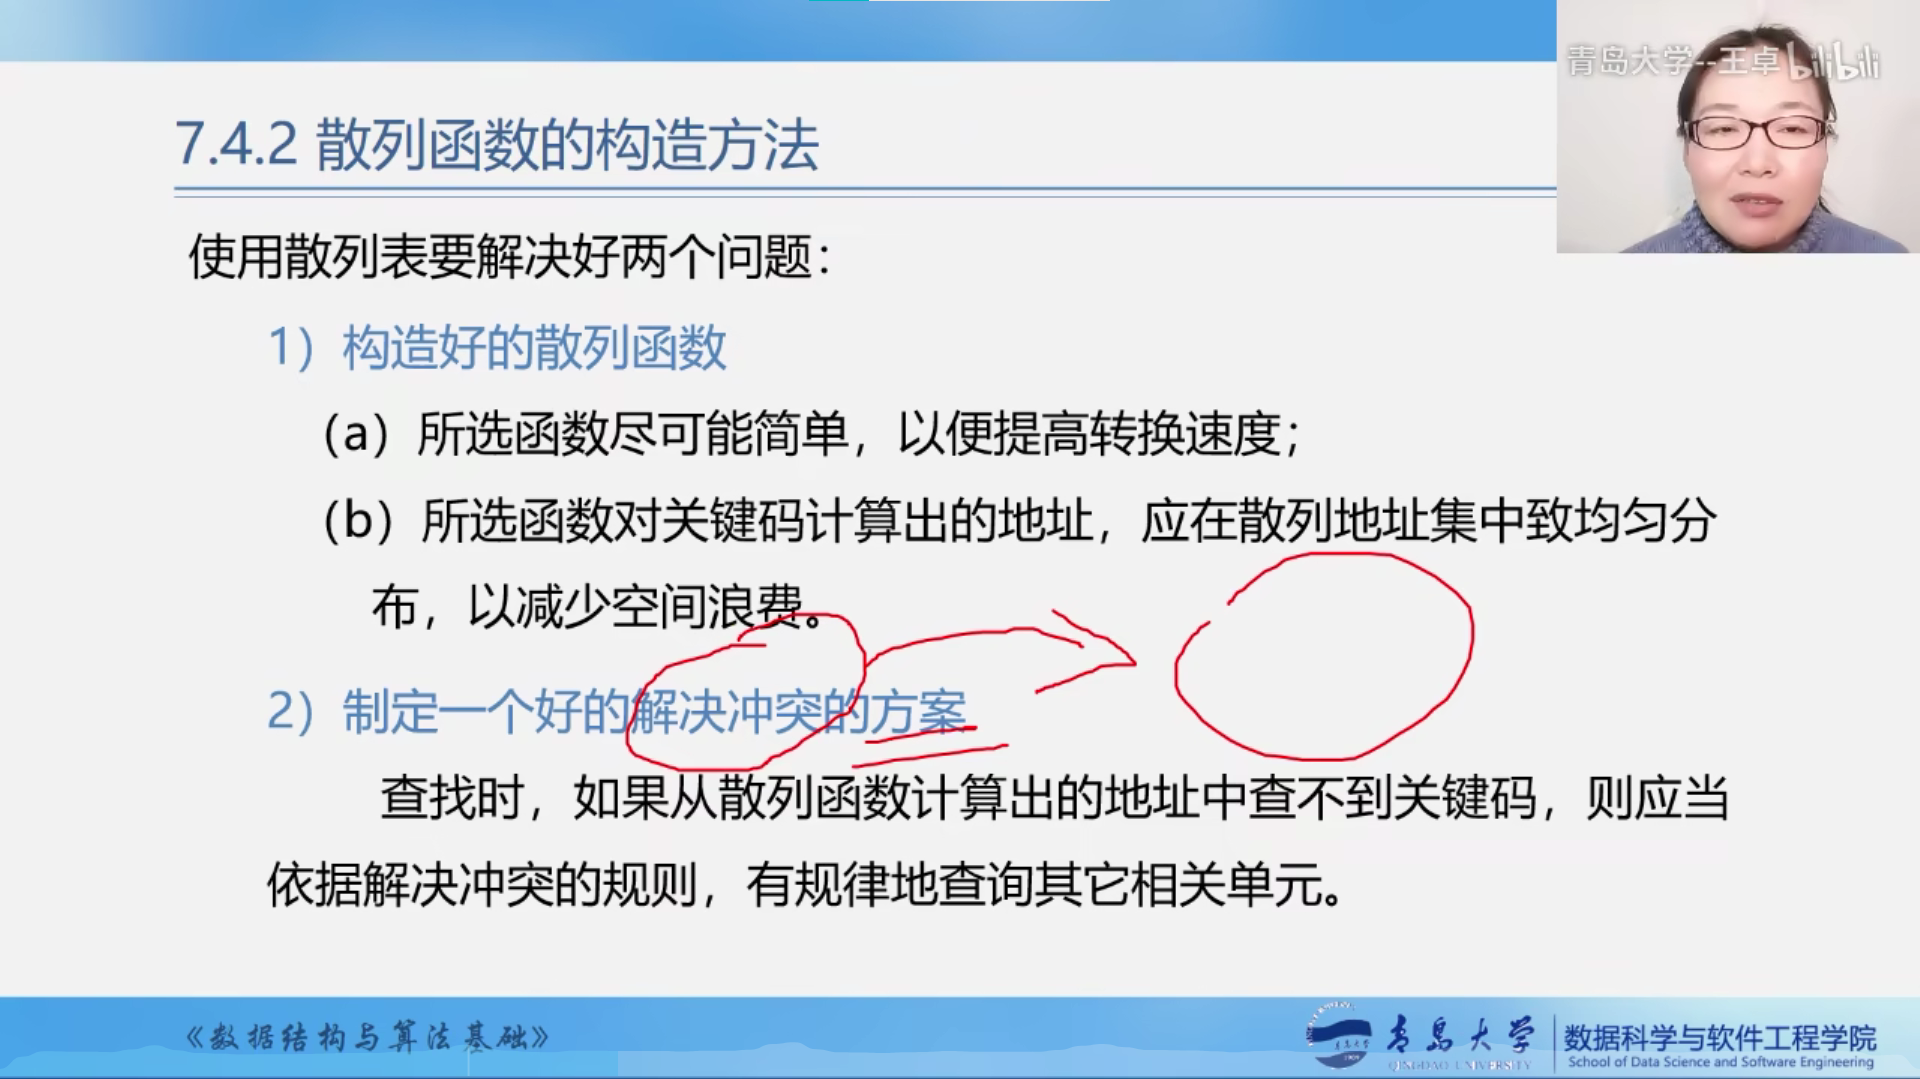 青岛大学--王卓 bilibili
7.4.2 散列函数的构造方法
使用散列表要解决好两个问题：
1）构造好的散列函数
（a）所选函数尽可能简单，以便提高转换速度；
（b）所选函数对关键码计算出的地址，应在散列地址集中致均匀分
布，以减少空间浪费。
2）制定一个好的解决冲突的方案
查找时，如果从散列函数计算出的地址中查不到关键码，则应当
依据解决冲突的规则，有规律地查询其它相关单元。
《数据结构与算法基础》
青岛大学
QINGDAO UNIVERSITY
数据科学与软件工程学院
School of Data Science and Software Engineering